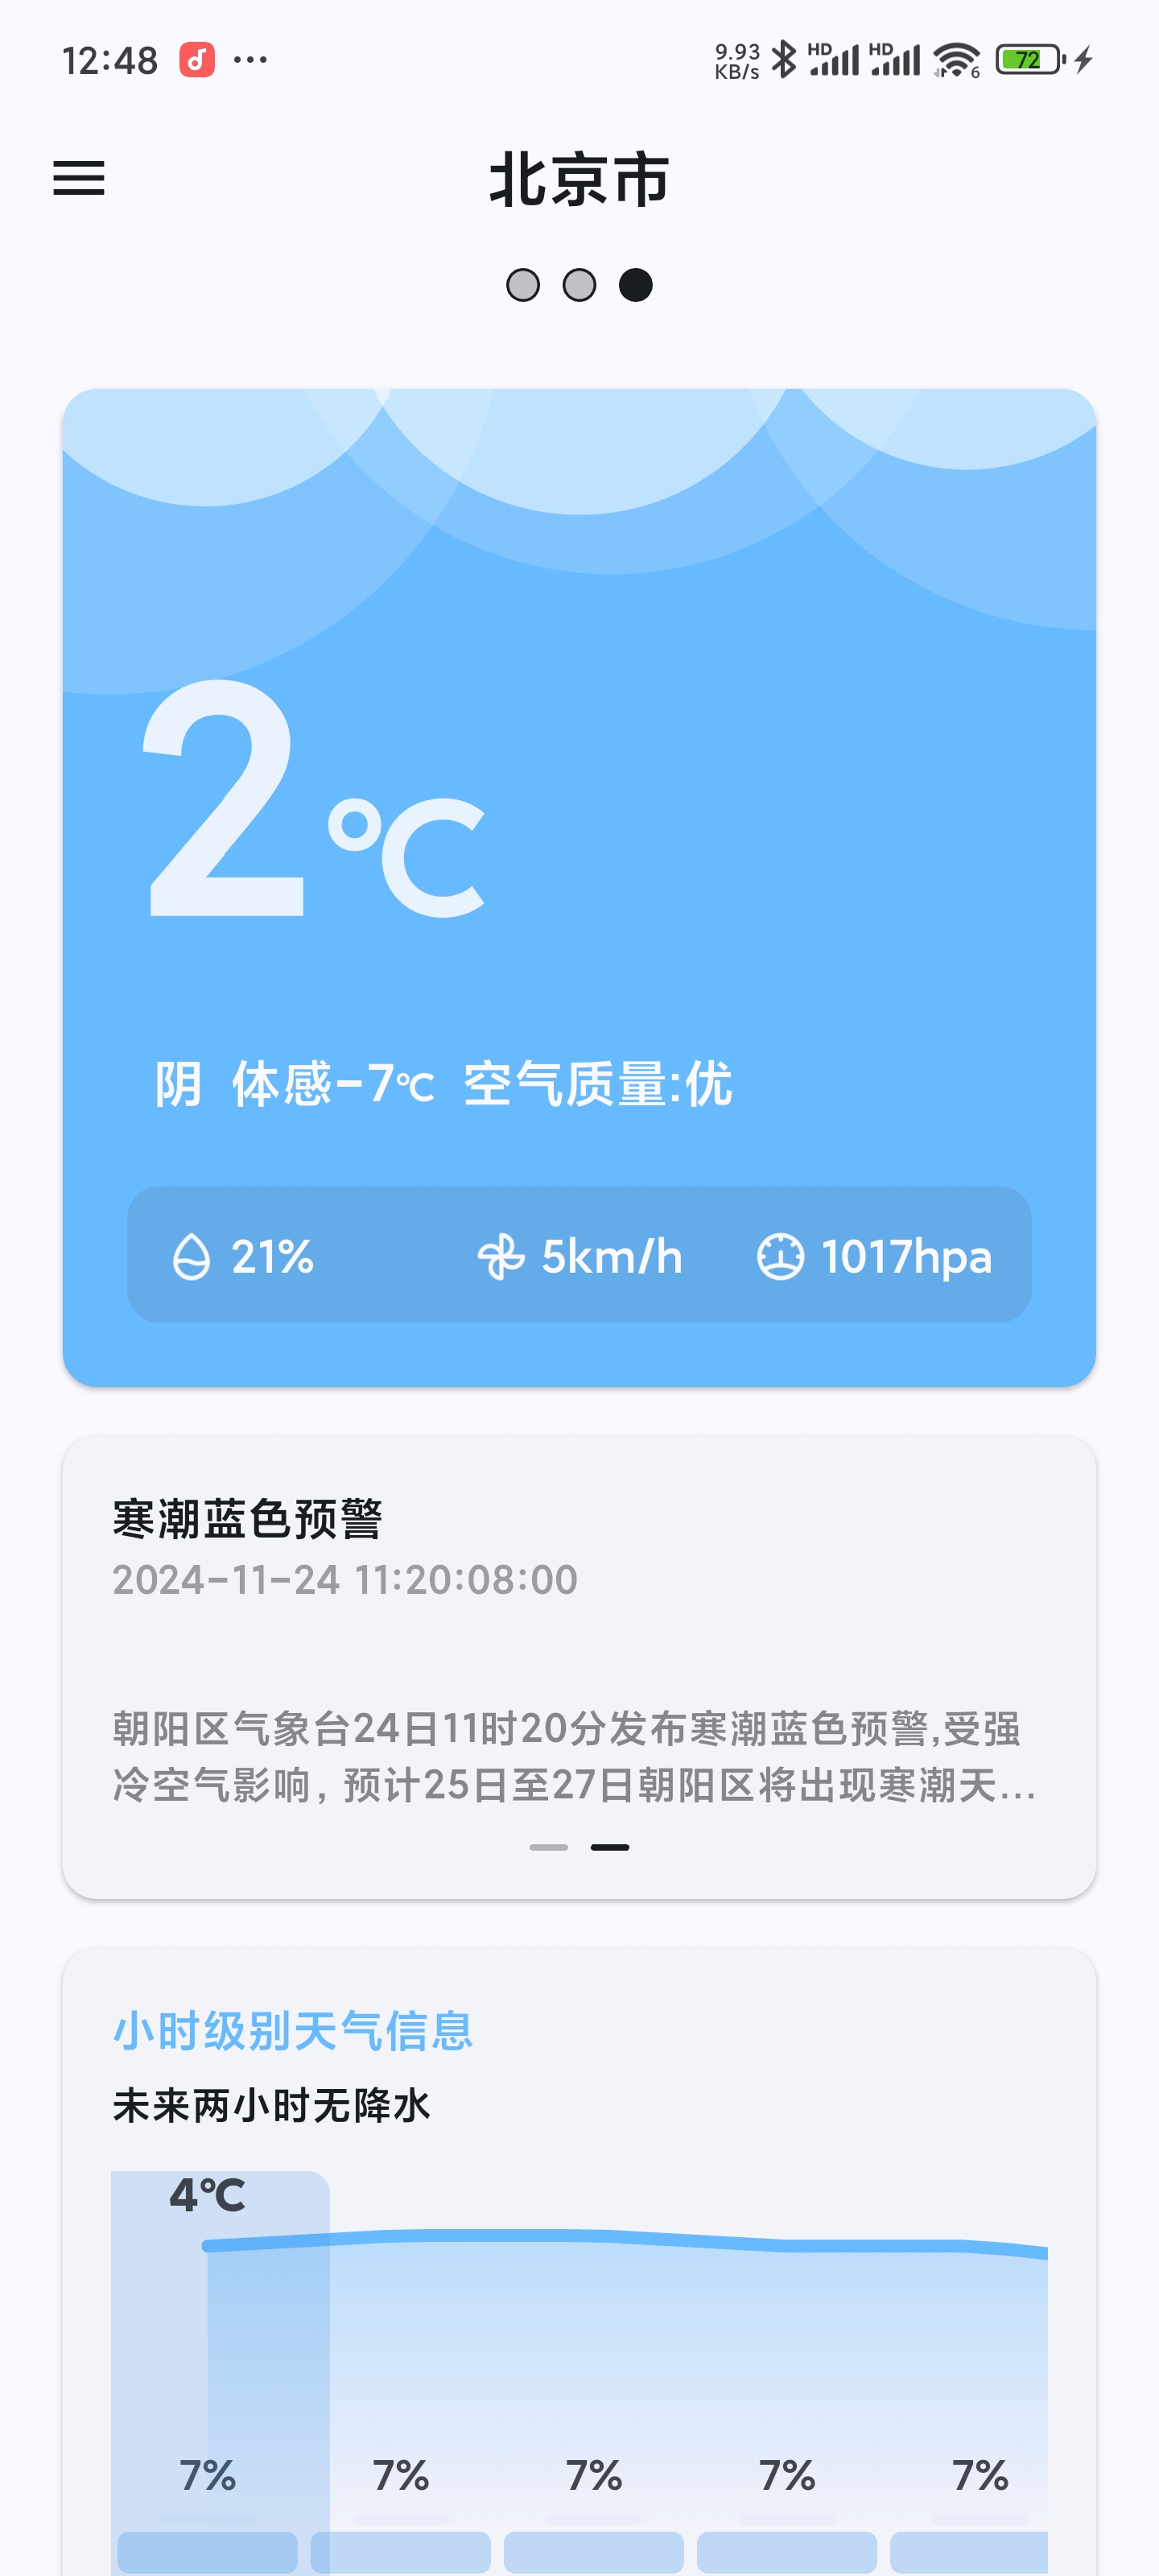 12:48
9.93 KB/s HD HD 6 72
北京市
2℃
阴 体感-7℃ 空气质量:优
21% 5km/h 1017hpa
寒潮蓝色预警
2024-11-24 11:20:08:00
朝阳区气象台24日11时20分发布寒潮蓝色预警,受强
冷空气影响，预计25日至27日朝阳区将出现寒潮天...
小时级别天气信息
未来两小时无降水
4℃
7% 7% 7% 7% 7%